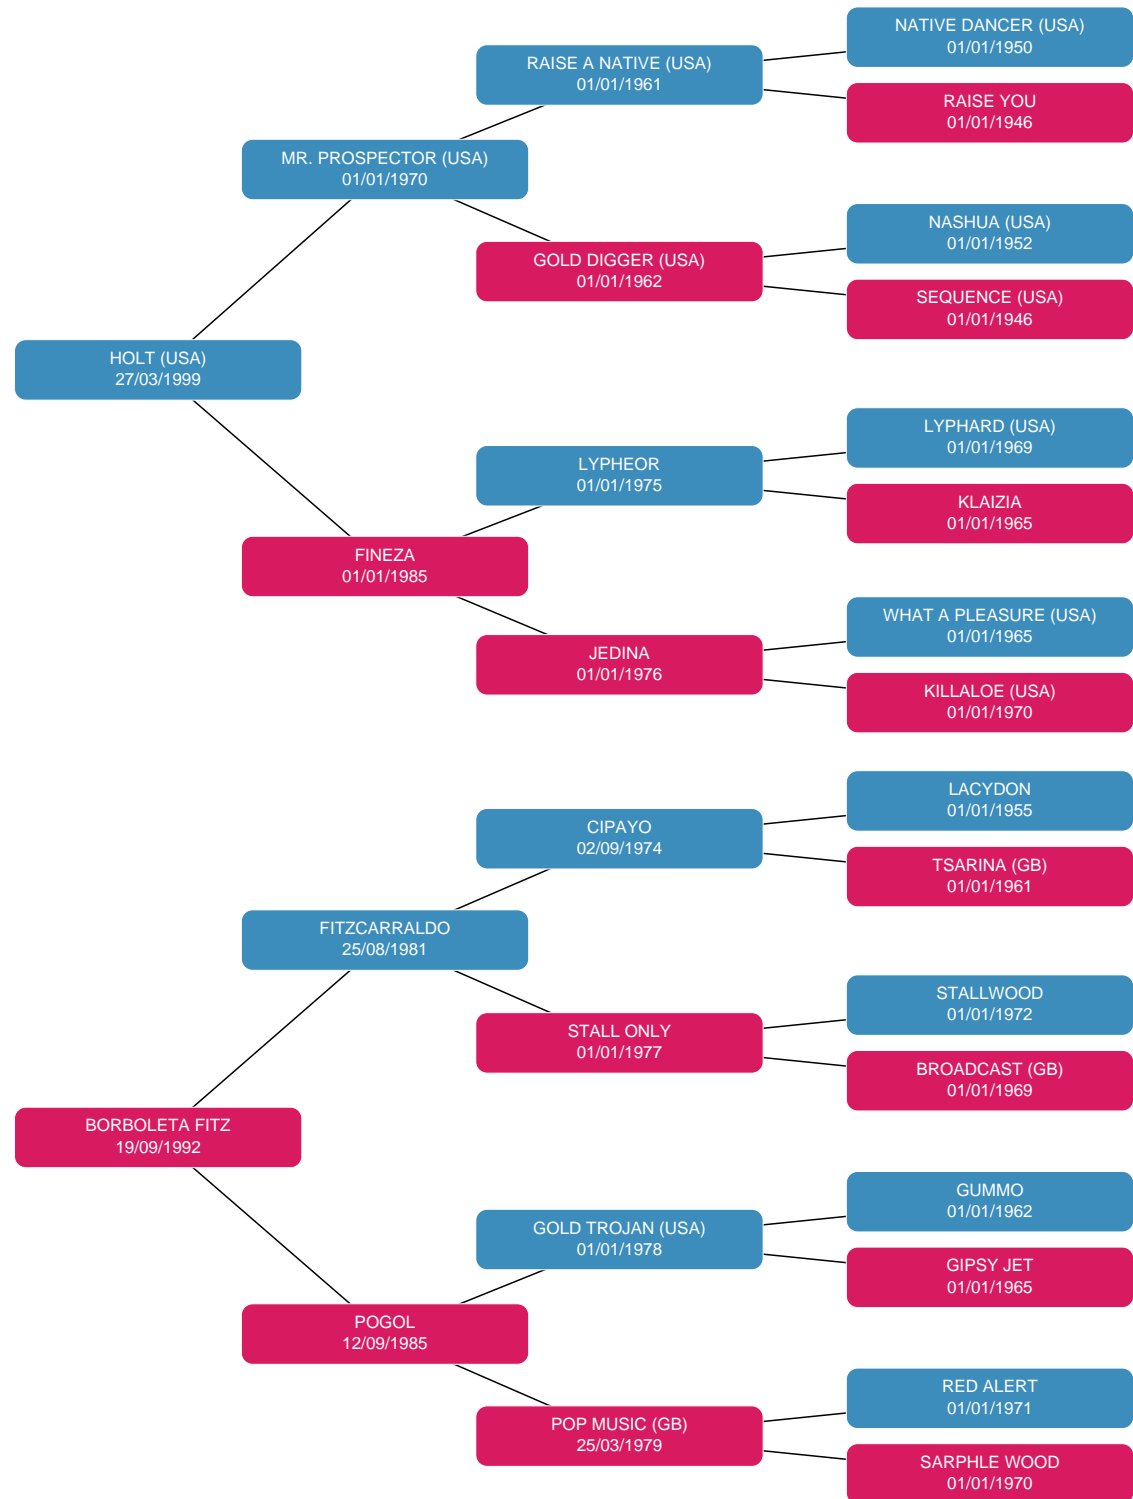 NATIVE DANCER (USA)
01/01/1950
RAISE A NATIVE (USA)
01/01/1961
RAISE YOU
01/01/1946
MR. PROSPECTOR (USA)
01/01/1970
NASHUA (USA)
01/01/1952
GOLD DIGGER (USA)
01/01/1962
SEQUENCE (USA)
01/01/1946
HOLT (USA)
27/03/1999
LYPHARD (USA)
01/01/1969
LYPHEOR
01/01/1975
KLAIZIA
01/01/1965
FINEZA
01/01/1985
WHAT A PLEASURE (USA)
01/01/1965
JEDINA
01/01/1976
KILLALOE (USA)
01/01/1970
LACYDON
01/01/1955
CIPAYO
02/09/1974
TSARINA (GB)
01/01/1961
FITZCARRALDO
25/08/1981
STALLWOOD
01/01/1972
STALL ONLY
01/01/1977
BROADCAST (GB)
01/01/1969
BORBOLETA FITZ
19/09/1992
GUMMO
01/01/1962
GOLD TROJAN (USA)
01/01/1978
GIPSY JET
01/01/1965
POGOL
12/09/1985
RED ALERT
01/01/1971
POP MUSIC (GB)
25/03/1979
SARPHLE WOOD
01/01/1970